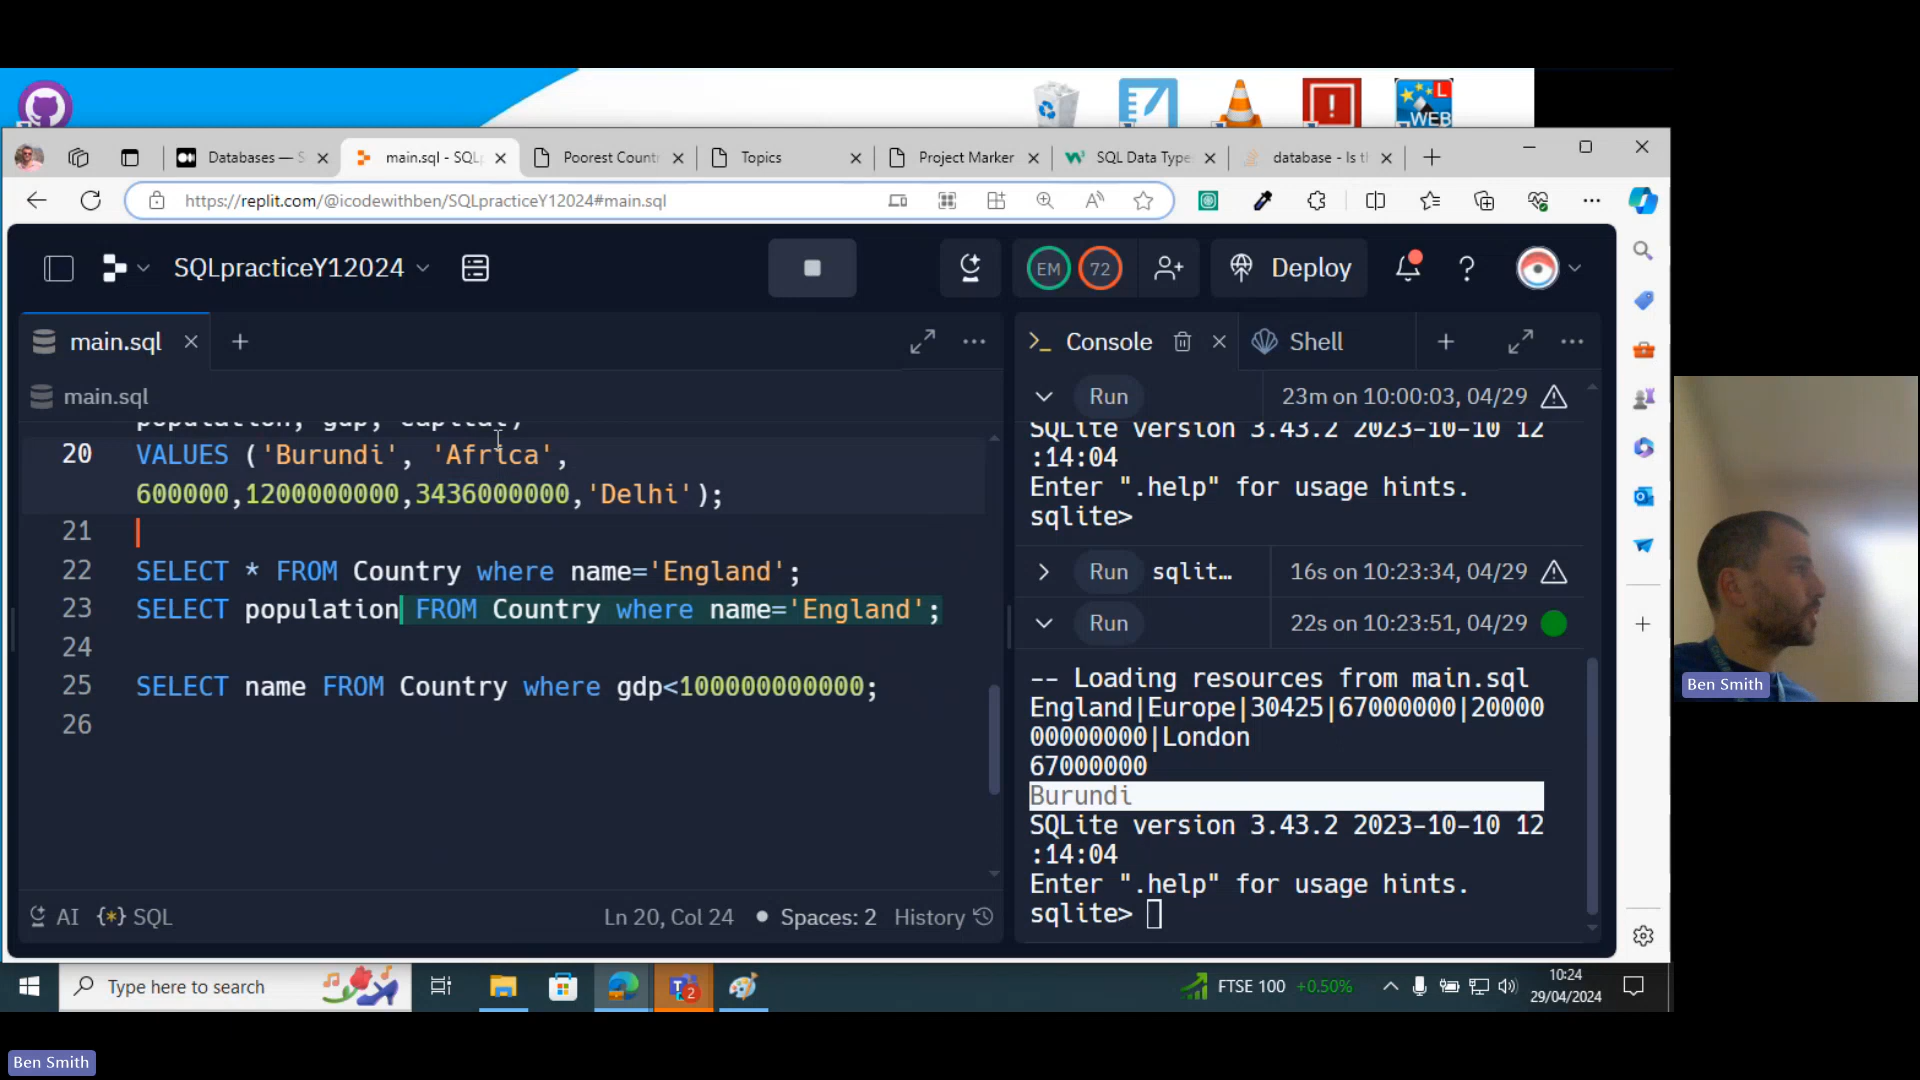 L
WEB
Databases — S
main.sql - SQL
Poorest Count
Topics
Project Marker
SQL Data Type
database - Is t
https://replit.com/@icodewithben/SQLpracticeY12024#main.sql
SQLpracticeY12024
EM
72
Deploy
main.sql
Console
Shell
main.sql
Run
23m on 10:00:03, 04/29
population, gdp, capital)
20 VALUES ('Burundi', 'Africa',
600000,1200000000,3436000000,'Delhi');
21
22 SELECT * FROM Country where name='England';
23 SELECT population FROM Country where name='England';
24
25 SELECT name FROM Country where gdp<100000000000;
26
SQLite version 3.43.2 2023-10-10 12
:14:04
Enter ".help" for usage hints.
sqlite>
Run sqlit... 16s on 10:23:34, 04/29
Run 22s on 10:23:51, 04/29
-- Loading resources from main.sql
England|Europe|30425|67000000|20000
00000000|London
67000000
Burundi
SQLite version 3.43.2 2023-10-10 12
:14:04
Enter ".help" for usage hints.
sqlite>
AI {*} SQL
Ln 20, Col 24 • Spaces: 2 History
Type here to search
2
FTSE 100 +0.50%
10:24
29/04/2024
Ben Smith
Ben Smith